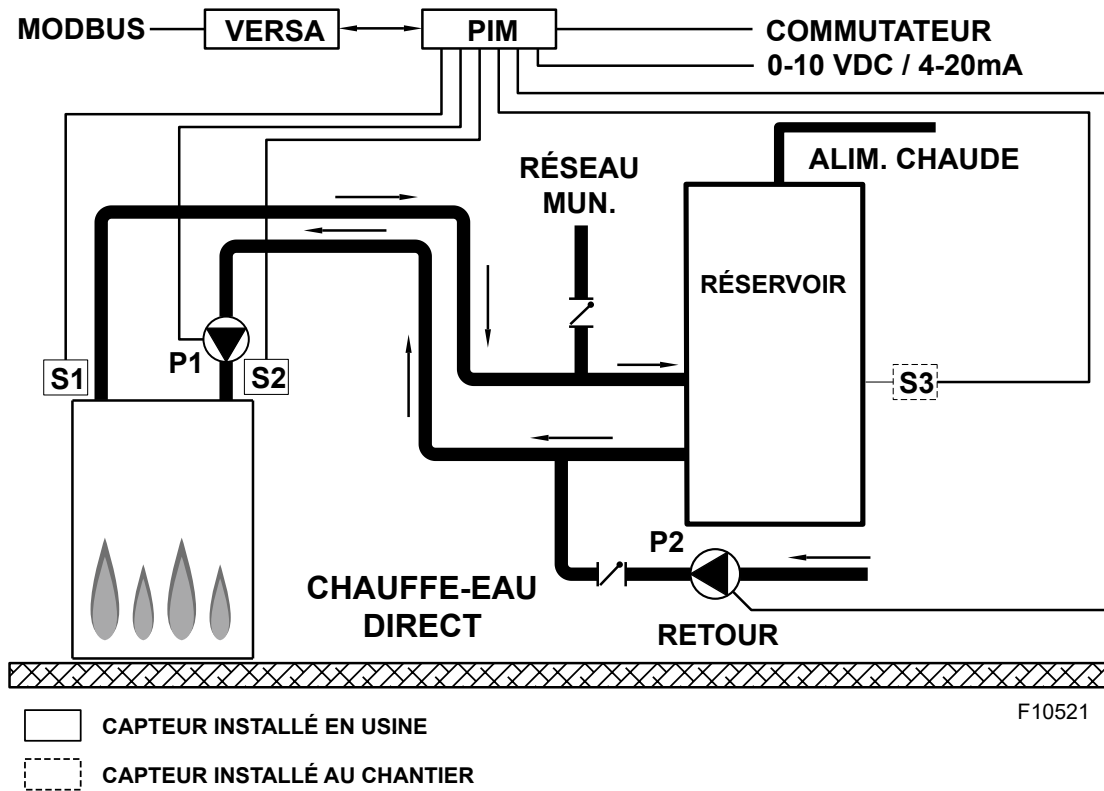 MODBUS
VERSA
PIM
COMMUTATEUR
0-10 VDC / 4-20mA
ALIM. CHAUDE
RÉSEAU
MUN.
RÉSERVOIR
S1
P1
S2
S3
P2
CHAUFFE-EAU
DIRECT
RETOUR
F10521
CAPTEUR INSTALLÉ EN USINE
CAPTEUR INSTALLÉ AU CHANTIER